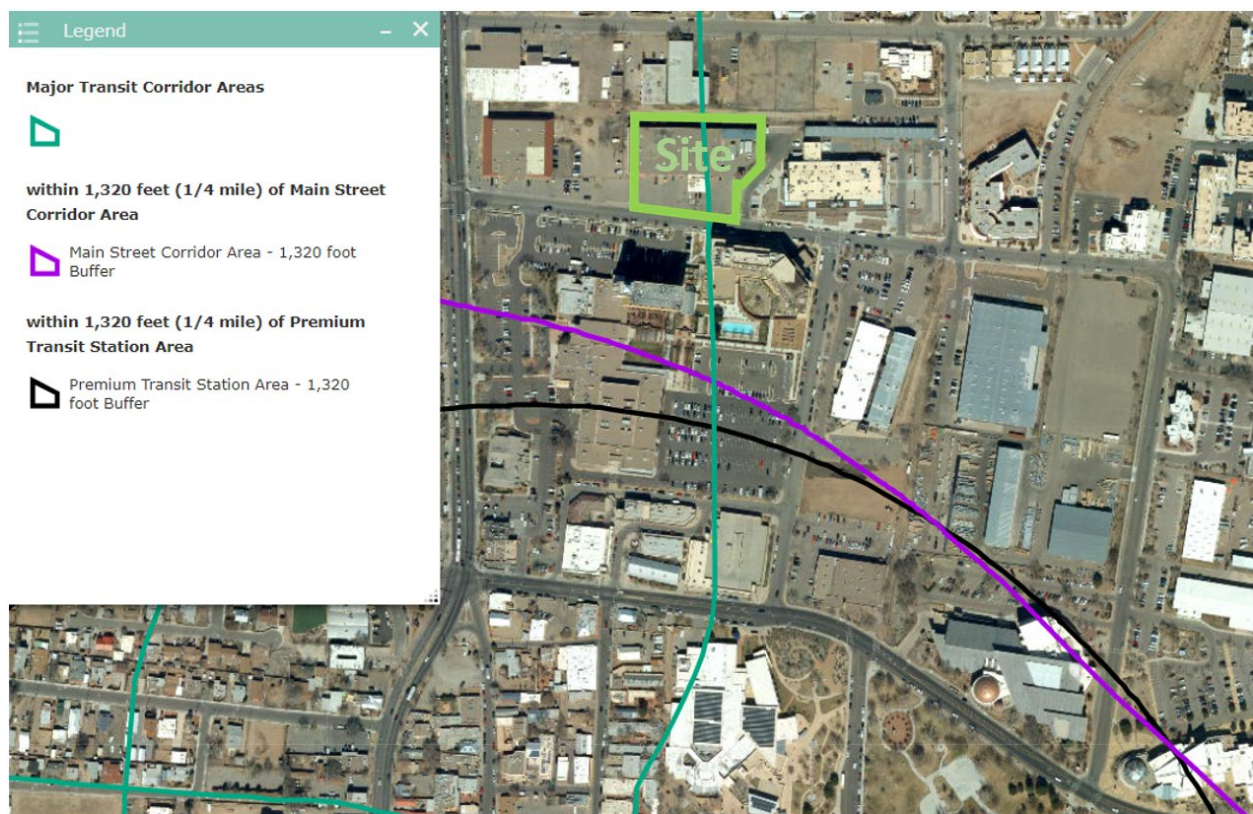 Legend
Major Transit Corridor Areas
within 1,320 feet (1/4 mile) of Main Street
Corridor Area
Main Street Corridor Area - 1,320 foot
Buffer
within 1,320 feet (1/4 mile) of Premium
Transit Station Area
Premium Transit Station Area - 1,320
foot Buffer
Site